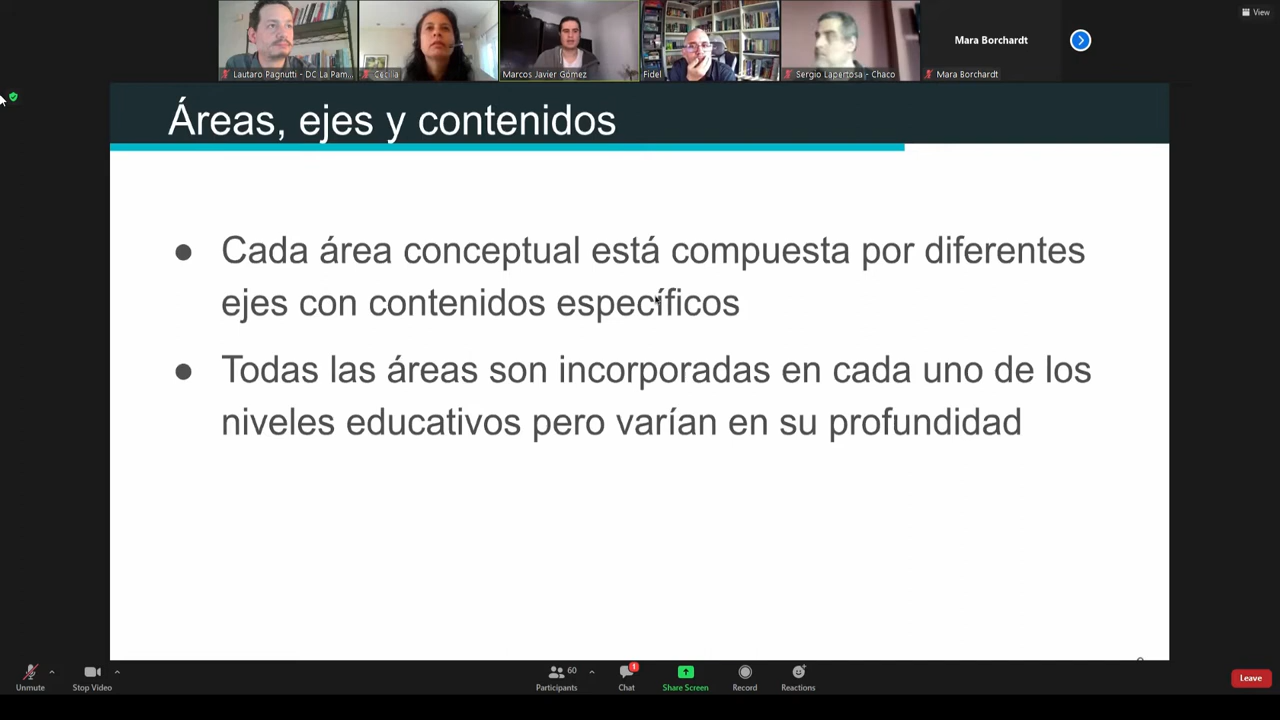 View
Mara Borchardt
Lautaro Pagnutti - DC La Pam...
Cecilia
Marcos Javier Gómez
Fidel
Sergio Lapertosa - Chaco
Mara Borchardt
Áreas, ejes y contenidos
● Cada área conceptual está compuesta por diferentes
ejes con contenidos específicos
● Todas las áreas son incorporadas en cada uno de los
niveles educativos pero varían en su profundidad
Unmute
Stop Video
60
Participants
1
Chat
Share Screen
Record
Reactions
Leave